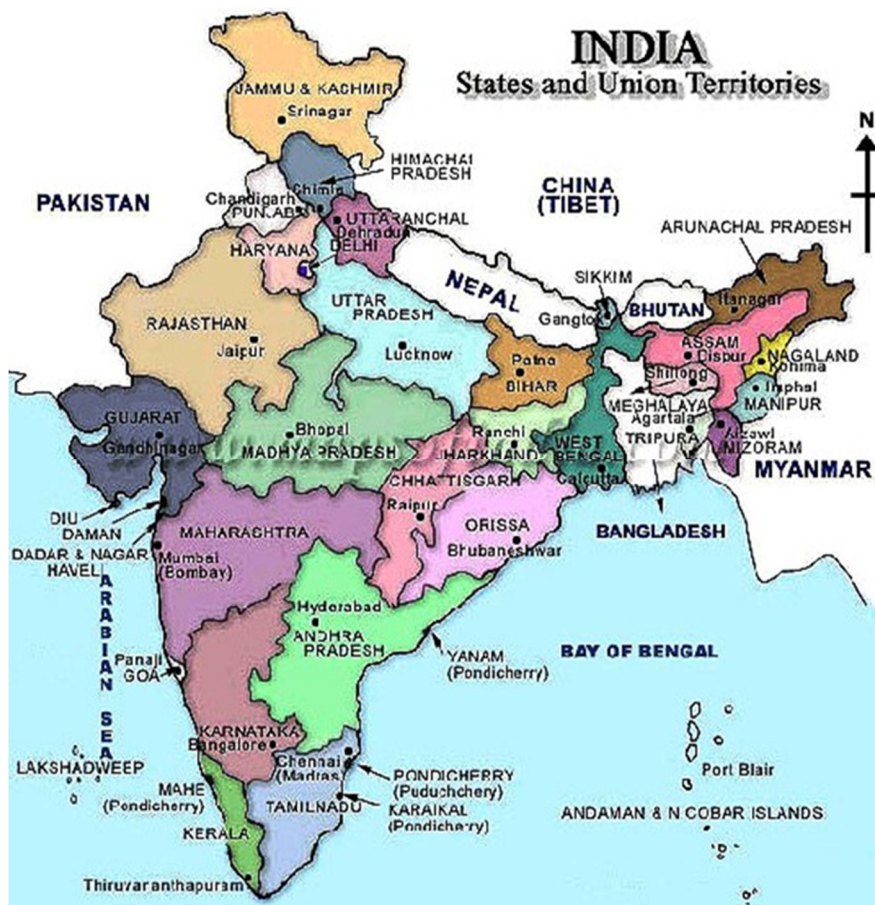 INDIA
States and Union Territories
JAMMU & KASHMIR
Srinagar
N
HIMACHAL
PRADESH
PAKISTAN
CHINA
(TIBET)
Chandigarh
Shimla
PUNJAB
UTTARANCHAL
Dehradun
DELHI
HARYANA
ARUNACHAL PRADESH
NEPAL
SIKKIM
Gangtok
BHUTAN
Itanagar
UTTAR
PRADESH
RAJASTHAN
Jaipur
Lucknow
ASSAM
Dispur
NAGALAND
Kohima
Shillong
Patna
BIHAR
Imphal
MANIPUR
MEGHALAYA
Agartala
TRIPURA
Aizawl
MIZORAM
GUJARAT
Gandhinagar
Bhopal
MADHYA PRADESH
Ranchi
JHARKHAND
WEST
BENGAL
Calcutta
MYANMAR
CHHATTISGARH
Raipur
DIU
DAMAN
DADAR & NAGAR
HAVELI
MAHARASHTRA
Mumbai
(Bombay)
ORISSA
Bhubaneshwar
BANGLADESH
ARABIAN SEA
Hyderabad
ANDHRA
PRADESH
YANAM
(Pondicherry)
BAY OF BENGAL
Panaji
GOA
KARNATAKA
Bangalore
Chennai
(Madras)
LAKSHADWEEP
MAHE
(Pondicherry)
TAMILNADU
PONDICHERRY
(Puduchchery)
KARAIKAL
(Pondicherry)
Port Blair
ANDAMAN & NICOBAR ISLANDS
KERALA
Thiruvananthapuram